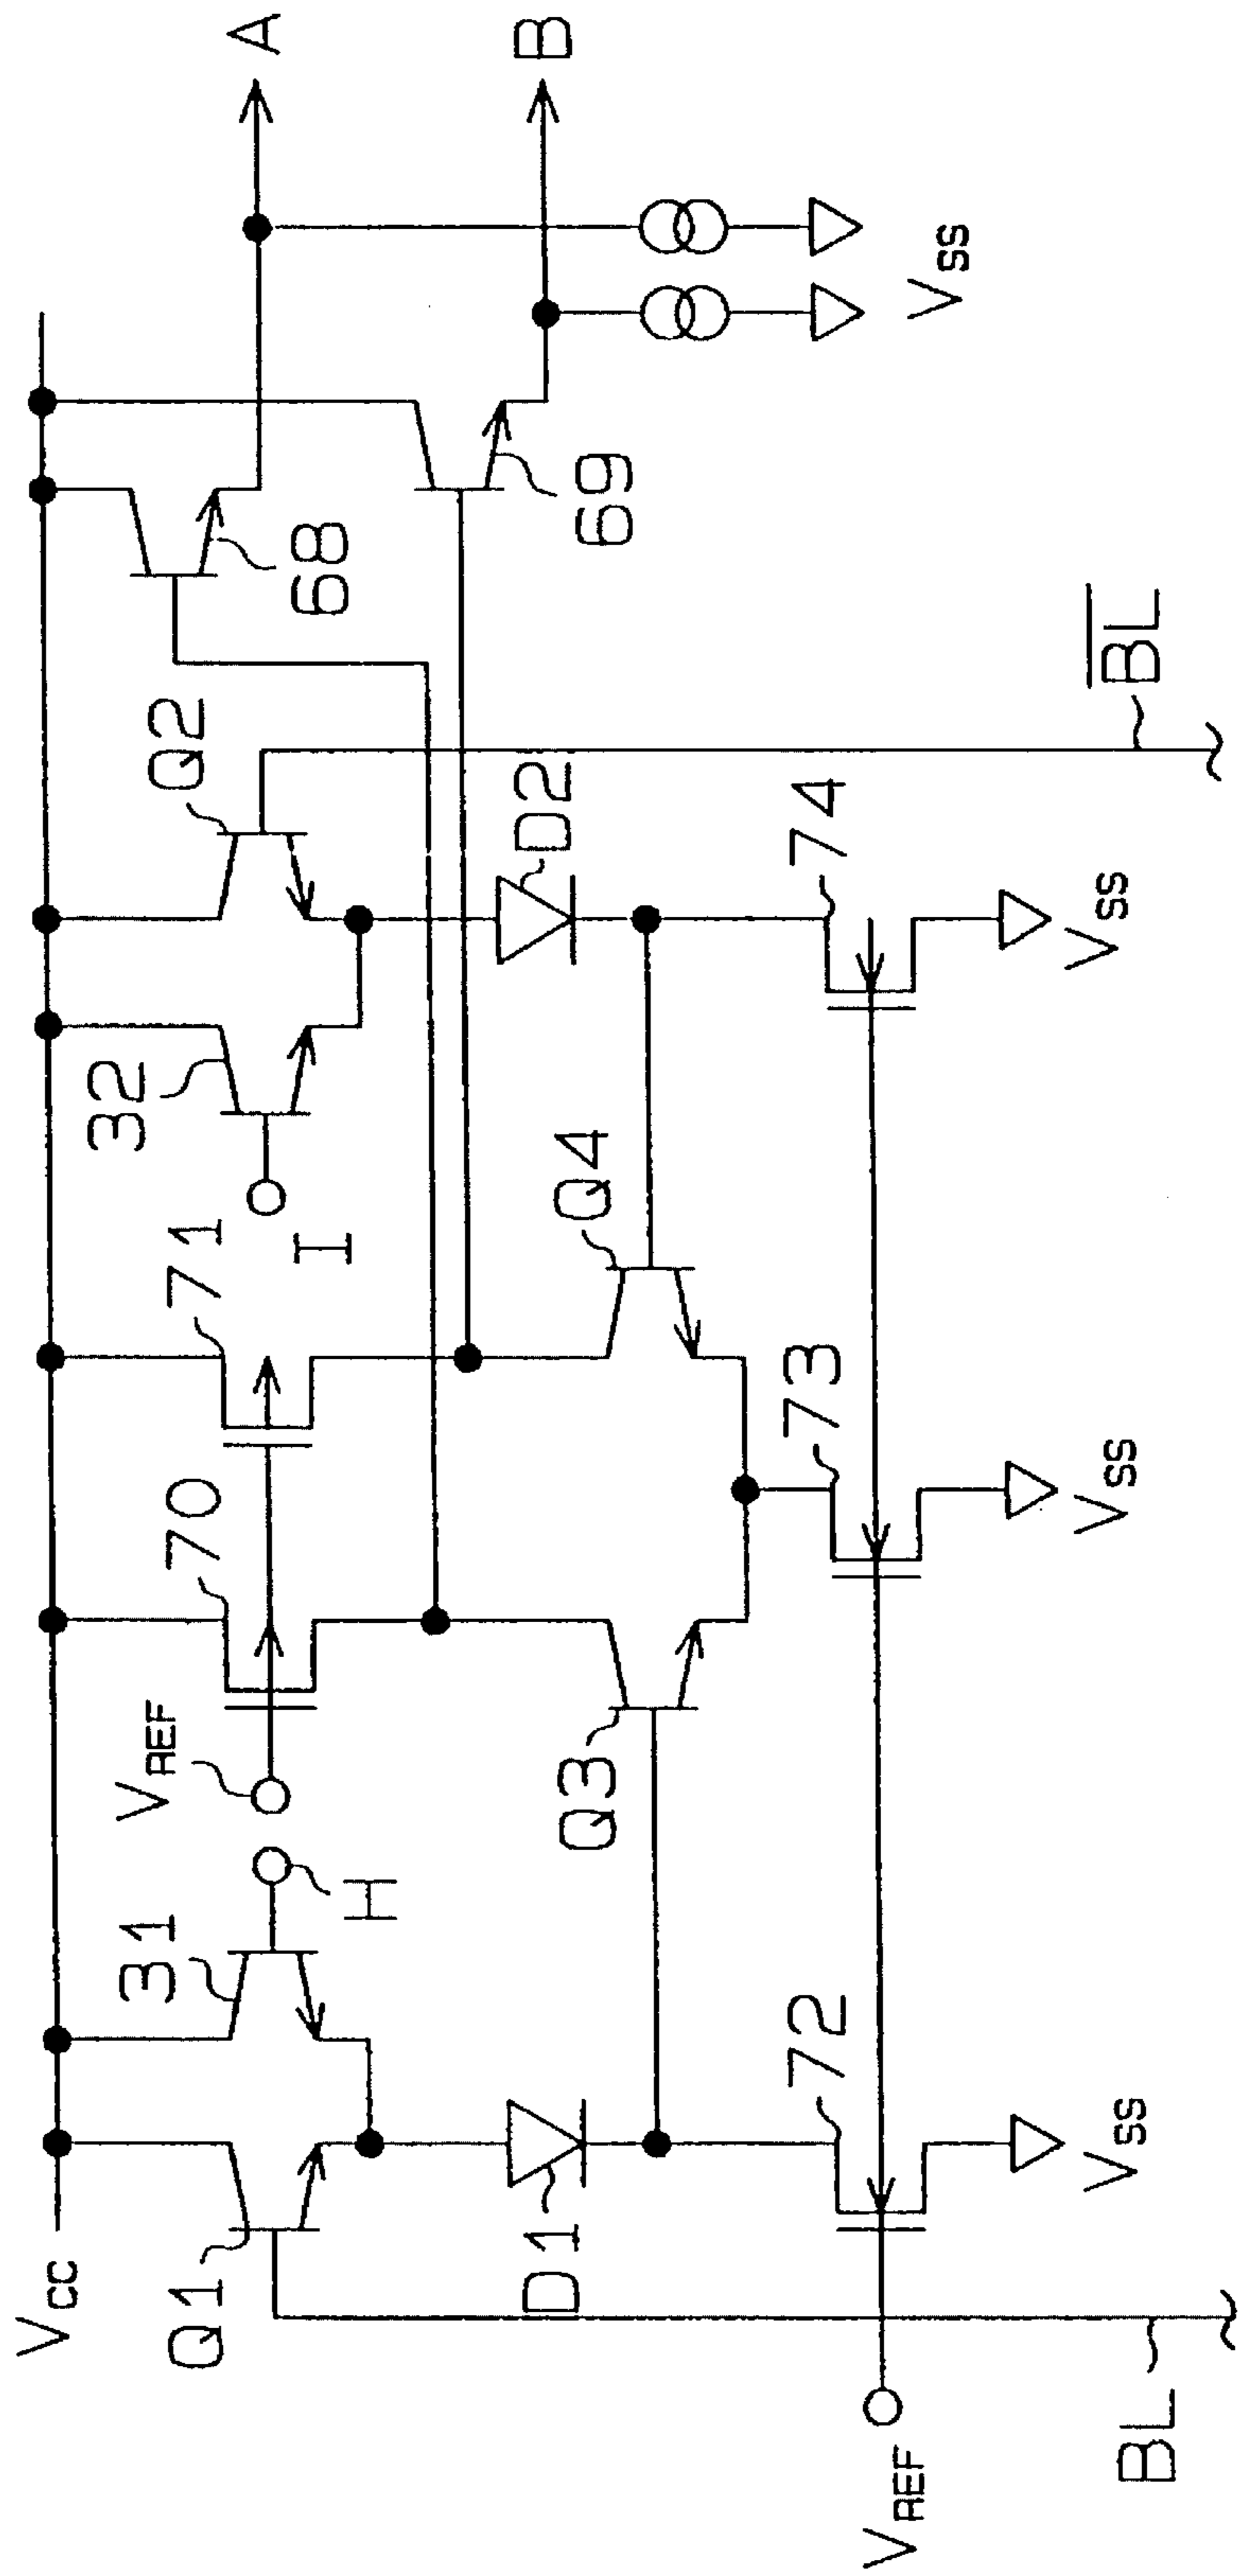 VCC
Q1
31
VREF
70
71
32
Q2
A
H
I
68
D1
Q3
Q4
D2
69
B
72
73
74
VREF
VSS
VSS
VSS
VSS
BL
B̅L̅